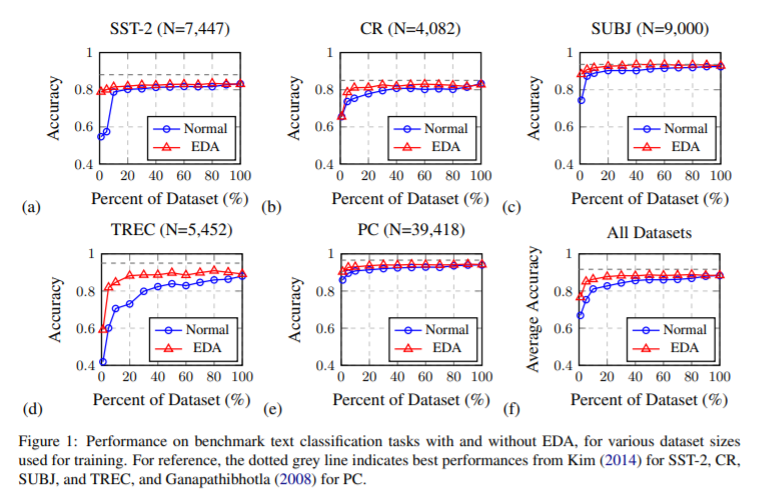 SST-2 (N=7,447)
CR (N=4,082)
SUBJ (N=9,000)
1
0.8
0.6
0.4
Accuracy
Normal
EDA
0 20 40 60 80 100
Percent of Dataset (%)
(a)
1
0.8
0.6
0.4
Accuracy
Normal
EDA
0 20 40 60 80 100
Percent of Dataset (%)
(b)
1
0.8
0.6
0.4
Accuracy
Normal
EDA
0 20 40 60 80 100
Percent of Dataset (%)
(c)
TREC (N=5,452)
PC (N=39,418)
All Datasets
1
0.8
0.6
0.4
Accuracy
Normal
EDA
0 20 40 60 80 100
Percent of Dataset (%)
(d)
1
0.8
0.6
0.4
Accuracy
Normal
EDA
0 20 40 60 80 100
Percent of Dataset (%)
(e)
1
0.8
0.6
0.4
Average Accuracy
Normal
EDA
0 20 40 60 80 100
Percent of Dataset (%)
(f)
Figure 1: Performance on benchmark text classification tasks with and without EDA, for various dataset sizes
used for training. For reference, the dotted grey line indicates best performances from Kim (2014) for SST-2, CR,
SUBJ, and TREC, and Ganapathibhotla (2008) for PC.